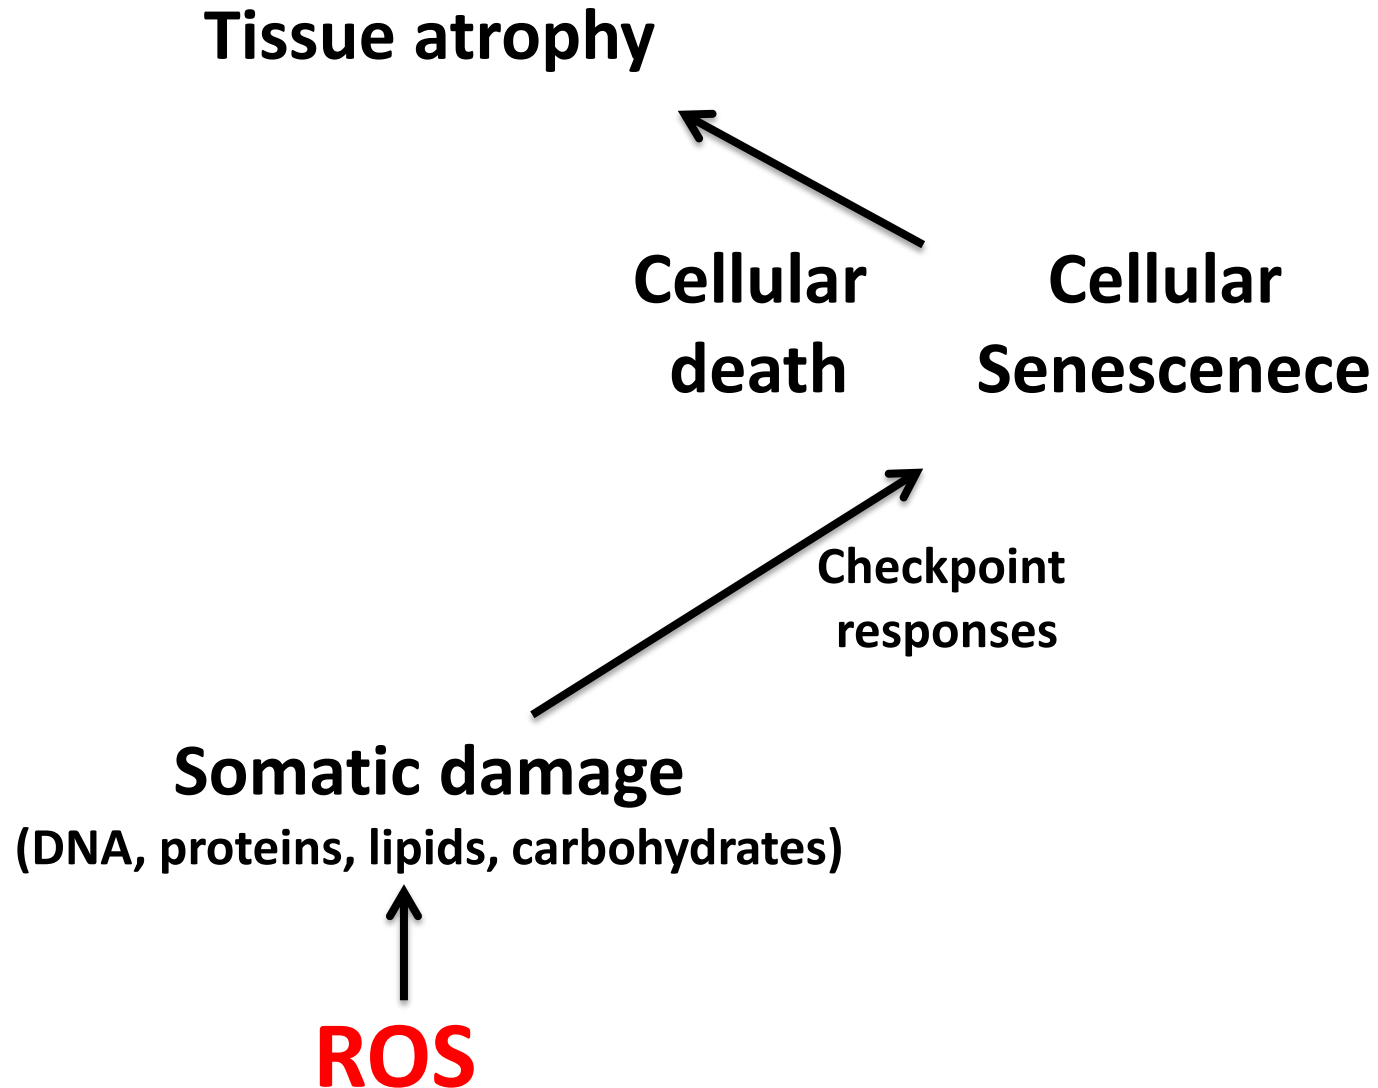 Tissue atrophy
Cellular death
Cellular Senescenece
Checkpoint
responses
Somatic damage
(DNA, proteins, lipids, carbohydrates)
ROS